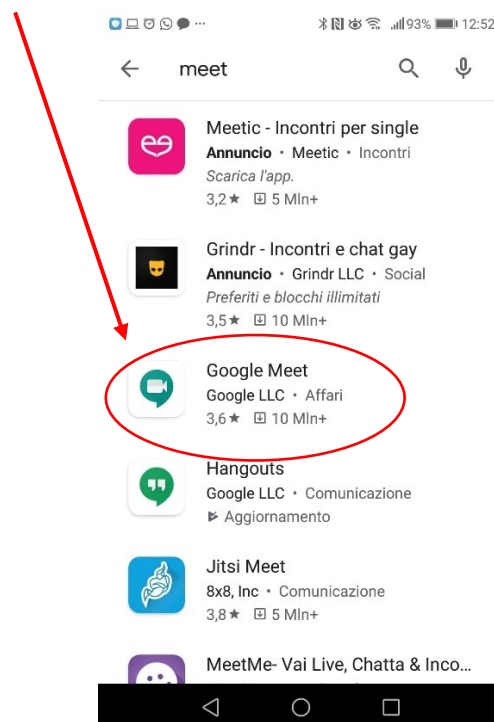 93% 12:52
meet
Meetic - Incontri per single
Annuncio • Meetic • Incontri
Scarica l'app.
3,2★ 5 Mln+
Grindr - Incontri e chat gay
Annuncio • Grindr LLC • Social
Preferiti e blocchi illimitati
3,5★ 10 Mln+
Google Meet
Google LLC • Affari
3,6★ 10 Mln+
Hangouts
Google LLC • Comunicazione
Aggiornamento
Jitsi Meet
8x8, Inc • Comunicazione
3,8★ 5 Mln+
MeetMe- Vai Live, Chatta & Inco...